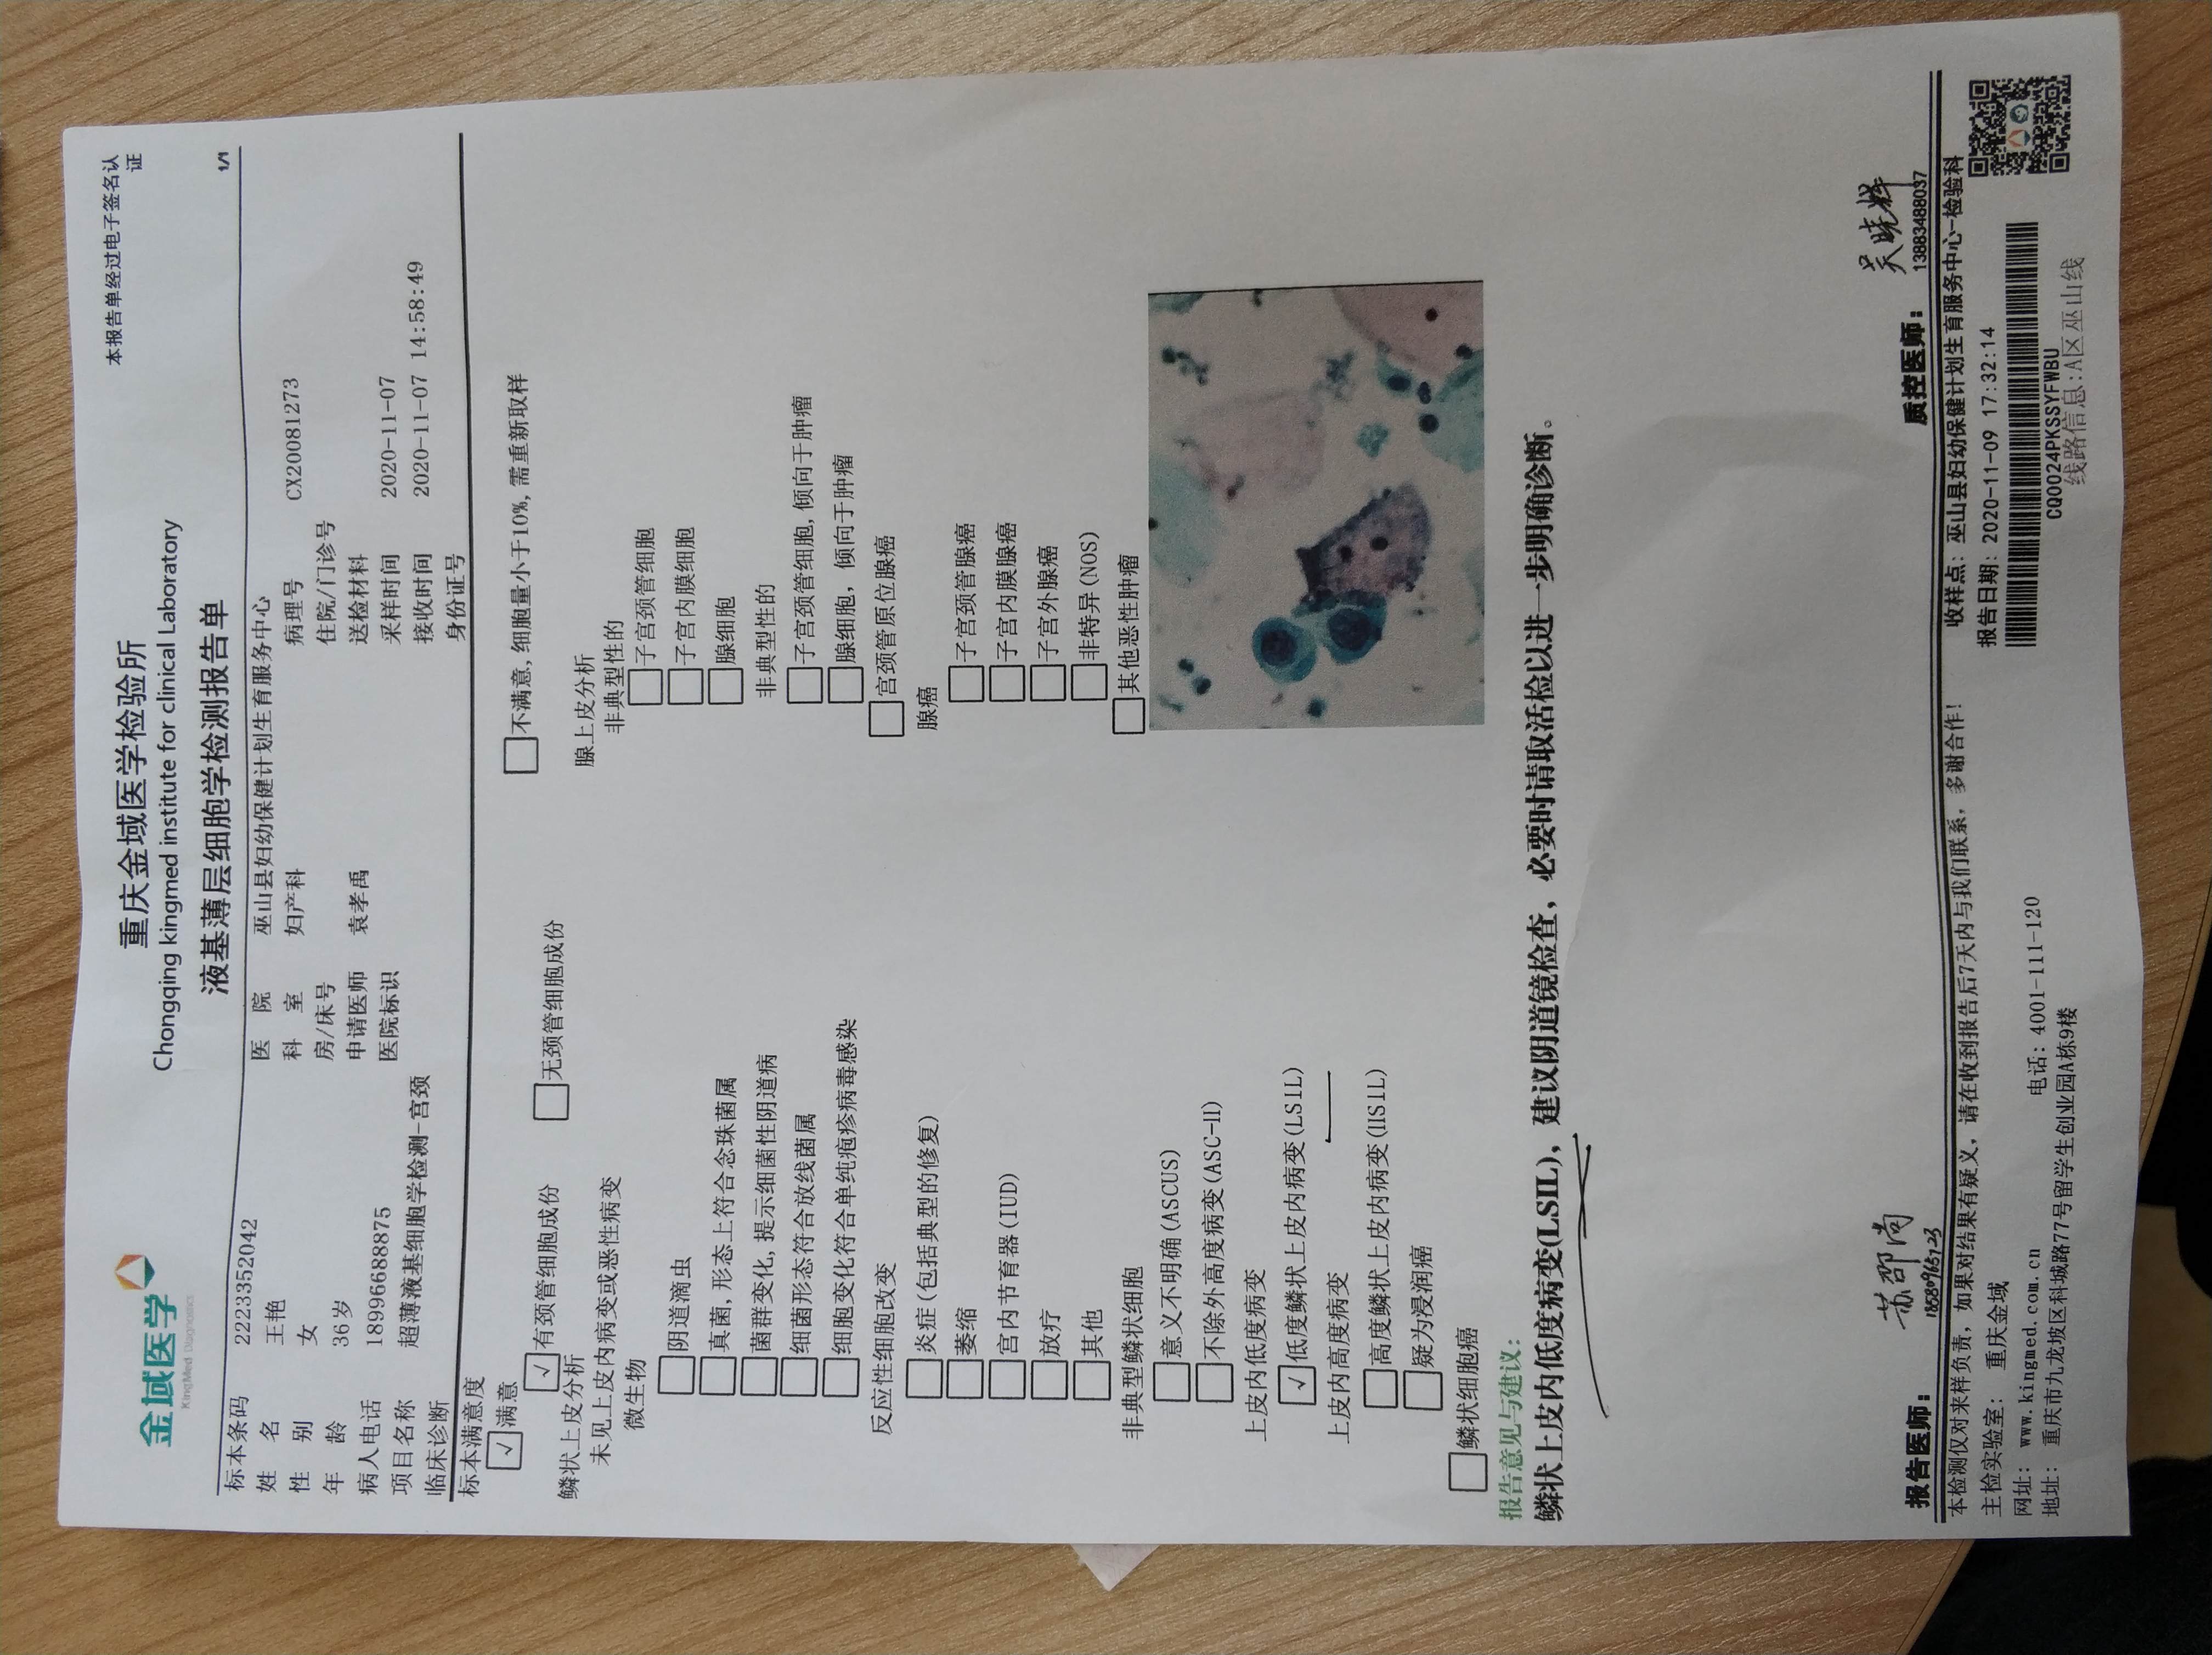 金域医学
KingMed Diagnostics
重庆金域医学检验所
Chongqing kingmed institute for clinical Laboratory
液基薄层细胞学检测报告单
本报告单经过电子签名认
证
1/1
标本条码 2223352042
姓 名 王艳
性 别 女
年 龄 36岁
病人电话 18996688875
项目名称 超薄液基细胞学检测-宫颈
临床诊断
医 院 巫山县妇幼保健计划生育服务中心
科 室 妇产科
房/床号
申请医师 袁孝禹
医院标识
病理号 CX20081273
住院/门诊号
送检材料
采样时间 2020-11-07
接收时间 2020-11-07 14:58:49
身份证号
标本满意度
√ 满意
不满意,细胞量小于10%,需重新取样
√ 有颈管细胞成份 无颈管细胞成份
鳞状上皮分析
未见上皮内病变或恶性病变
微生物
阴道滴虫
真菌,形态上符合念珠菌属
菌群变化,提示细菌性阴道病
细菌形态符合放线菌属
细胞变化符合单纯疱疹病毒感染
反应性细胞改变
炎症(包括典型的修复)
萎缩
宫内节育器(IUD)
放疗
其他
非典型鳞状细胞
意义不明确(ASCUS)
不除外高度病变(ASC-H)
上皮内低度病变
√ 低度鳞状上皮内病变(LSIL)
上皮内高度病变
高度鳞状上皮内病变(HSIL)
疑为浸润癌
鳞状细胞癌
腺上皮分析
非典型性的
子宫颈管细胞
子宫内膜细胞
腺细胞
非典型性的
子宫颈管细胞,倾向于肿瘤
腺细胞，倾向于肿瘤
宫颈管原位腺癌
腺癌
子宫颈管腺癌
子宫内膜腺癌
子宫外腺癌
非特异(NOS)
其他恶性肿瘤
报告意见与建议:
鳞状上皮内低度病变(LSIL)，建议阴道镜检查，必要时请取活检以进一步明确诊断。
报告医师： 苏邵尚
18580965723
质控医师： 吴晓辉
13883488037
本检测仅对来样负责，如果对结果有疑义，请在收到报告后7天内与我们联系，多谢合作!
主检实验室： 重庆金域
网址： www.kingmed.com.cn
电话: 4001-111-120
地址： 重庆市九龙坡区科城路77号留学生创业园A栋9楼
收样点: 巫山县妇幼保健计划生育服务中心-检验科
报告日期: 2020-11-09 17:32:14
CQ0024PKSSYFWBU
线路信息:A区巫山线